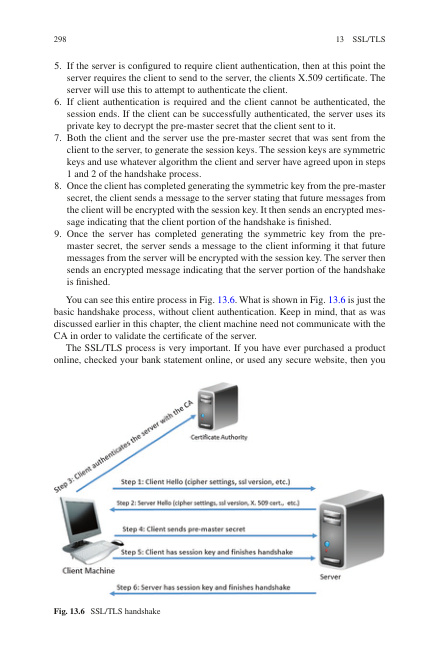 298
13 SSL/TLS
5. If the server is configured to require client authentication, then at this point the
server requires the client to send to the server, the clients X.509 certificate. The
server will use this to attempt to authenticate the client.
6. If client authentication is required and the client cannot be authenticated, the
session ends. If the client can be successfully authenticated, the server uses its
private key to decrypt the pre-master secret that the client sent to it.
7. Both the client and the server use the pre-master secret that was sent from the
client to the server, to generate the session keys. The session keys are symmetric
keys and use whatever algorithm the client and server have agreed upon in steps
1 and 2 of the handshake process.
8. Once the client has completed generating the symmetric key from the pre-master
secret, the client sends a message to the server stating that future messages from
the client will be encrypted with the session key. It then sends an encrypted mes-
sage indicating that the client portion of the handshake is finished.
9. Once the server has completed generating the symmetric key from the pre-
master secret, the server sends a message to the client informing it that future
messages from the server will be encrypted with the session key. The server then
sends an encrypted message indicating that the server portion of the handshake
is finished.
You can see this entire process in Fig. 13.6. What is shown in Fig. 13.6 is just the
basic handshake process, without client authentication. Keep in mind, that as was
discussed earlier in this chapter, the client machine need not communicate with the
CA in order to validate the certificate of the server.
The SSL/TLS process is very important. If you have ever purchased a product
online, checked your bank statement online, or used any secure website, then you
Step 3: Client authenticates the server with the CA
Certificate Authority
Step 1: Client Hello (cipher settings, ssl version, etc.)
Step 2: Server Hello (cipher settings, ssl version, X. 509 cert., etc.)
Step 4: Client sends pre-master secret
Step 5: Client has session key and finishes handshake
Client Machine
Server
Step 6: Server has session key and finishes handshake
Fig. 13.6 SSL/TLS handshake